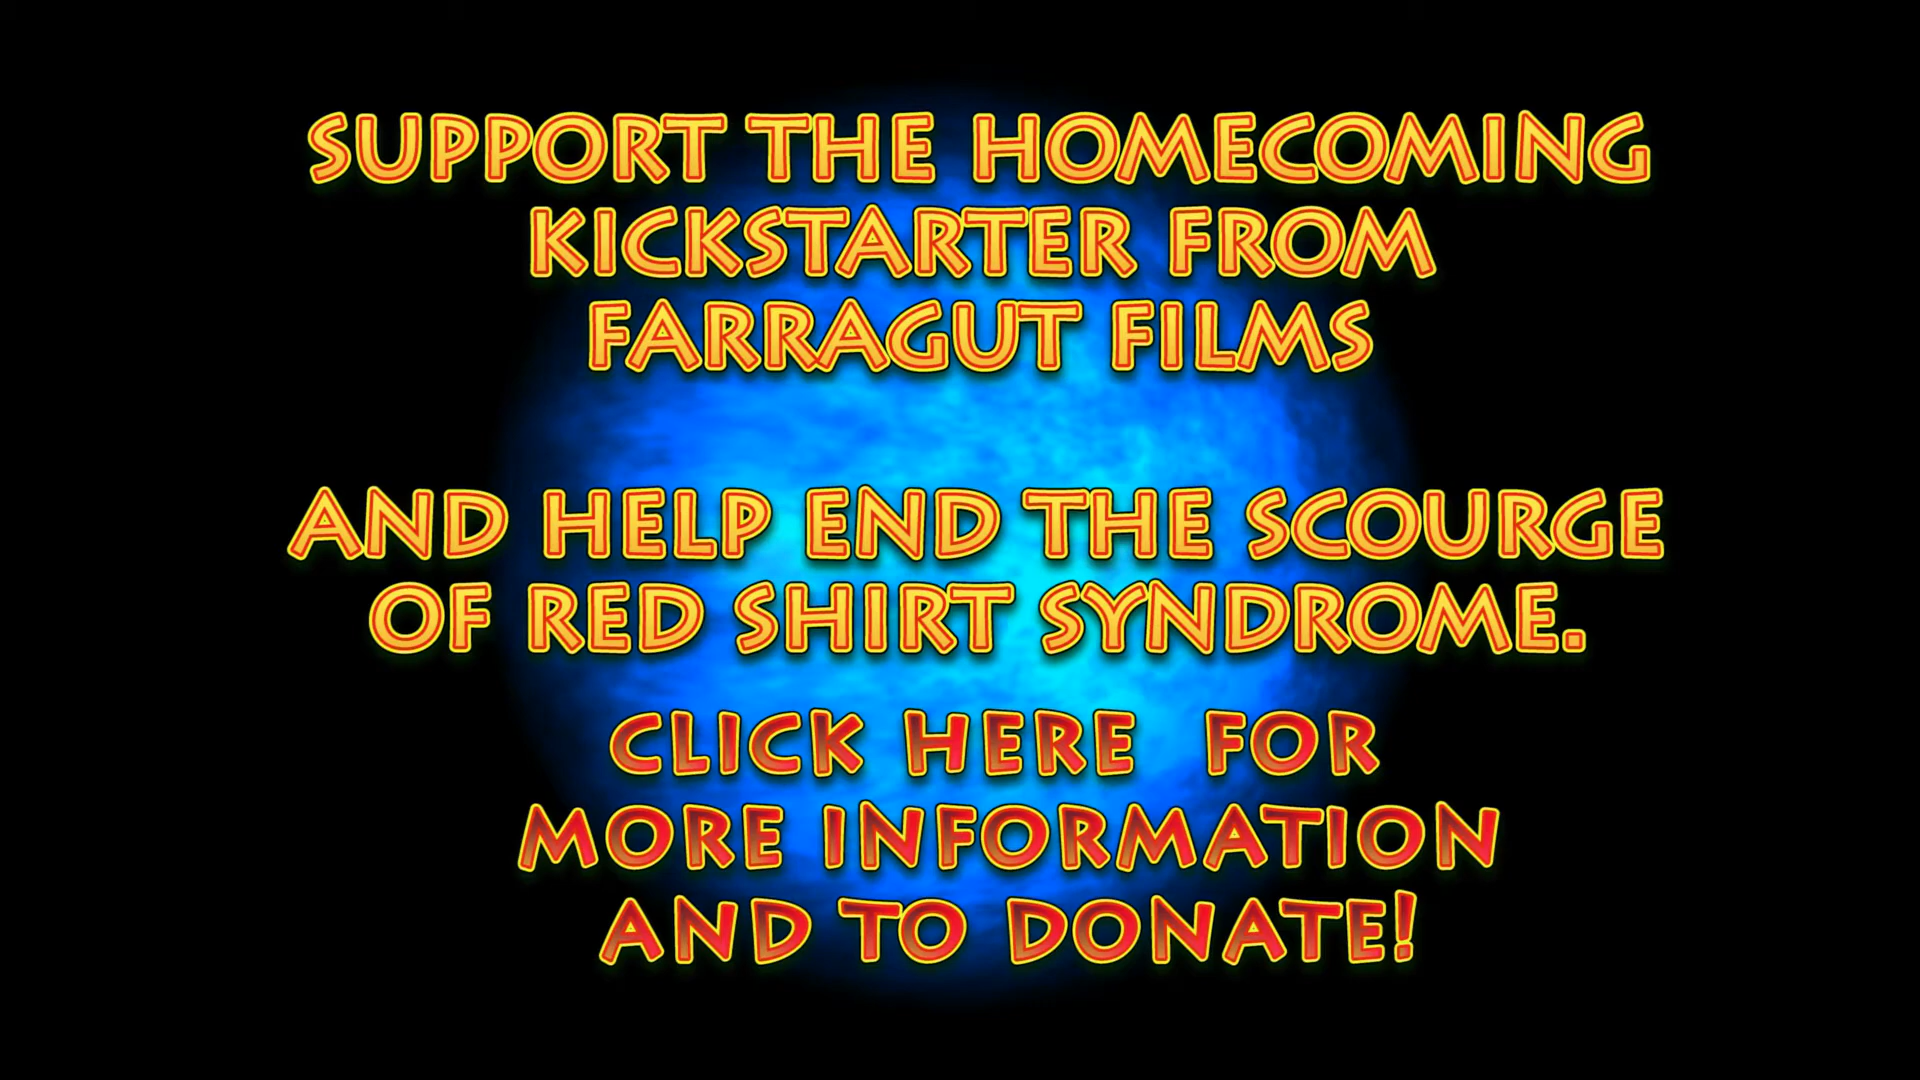 SUPPORT THE HOMECOMING
KICKSTARTER FROM
FARRAGUT FILMS
AND HELP END THE SCOURGE
OF RED SHIRT SYNDROME.
CLICK HERE FOR
MORE INFORMATION
AND TO DONATE!